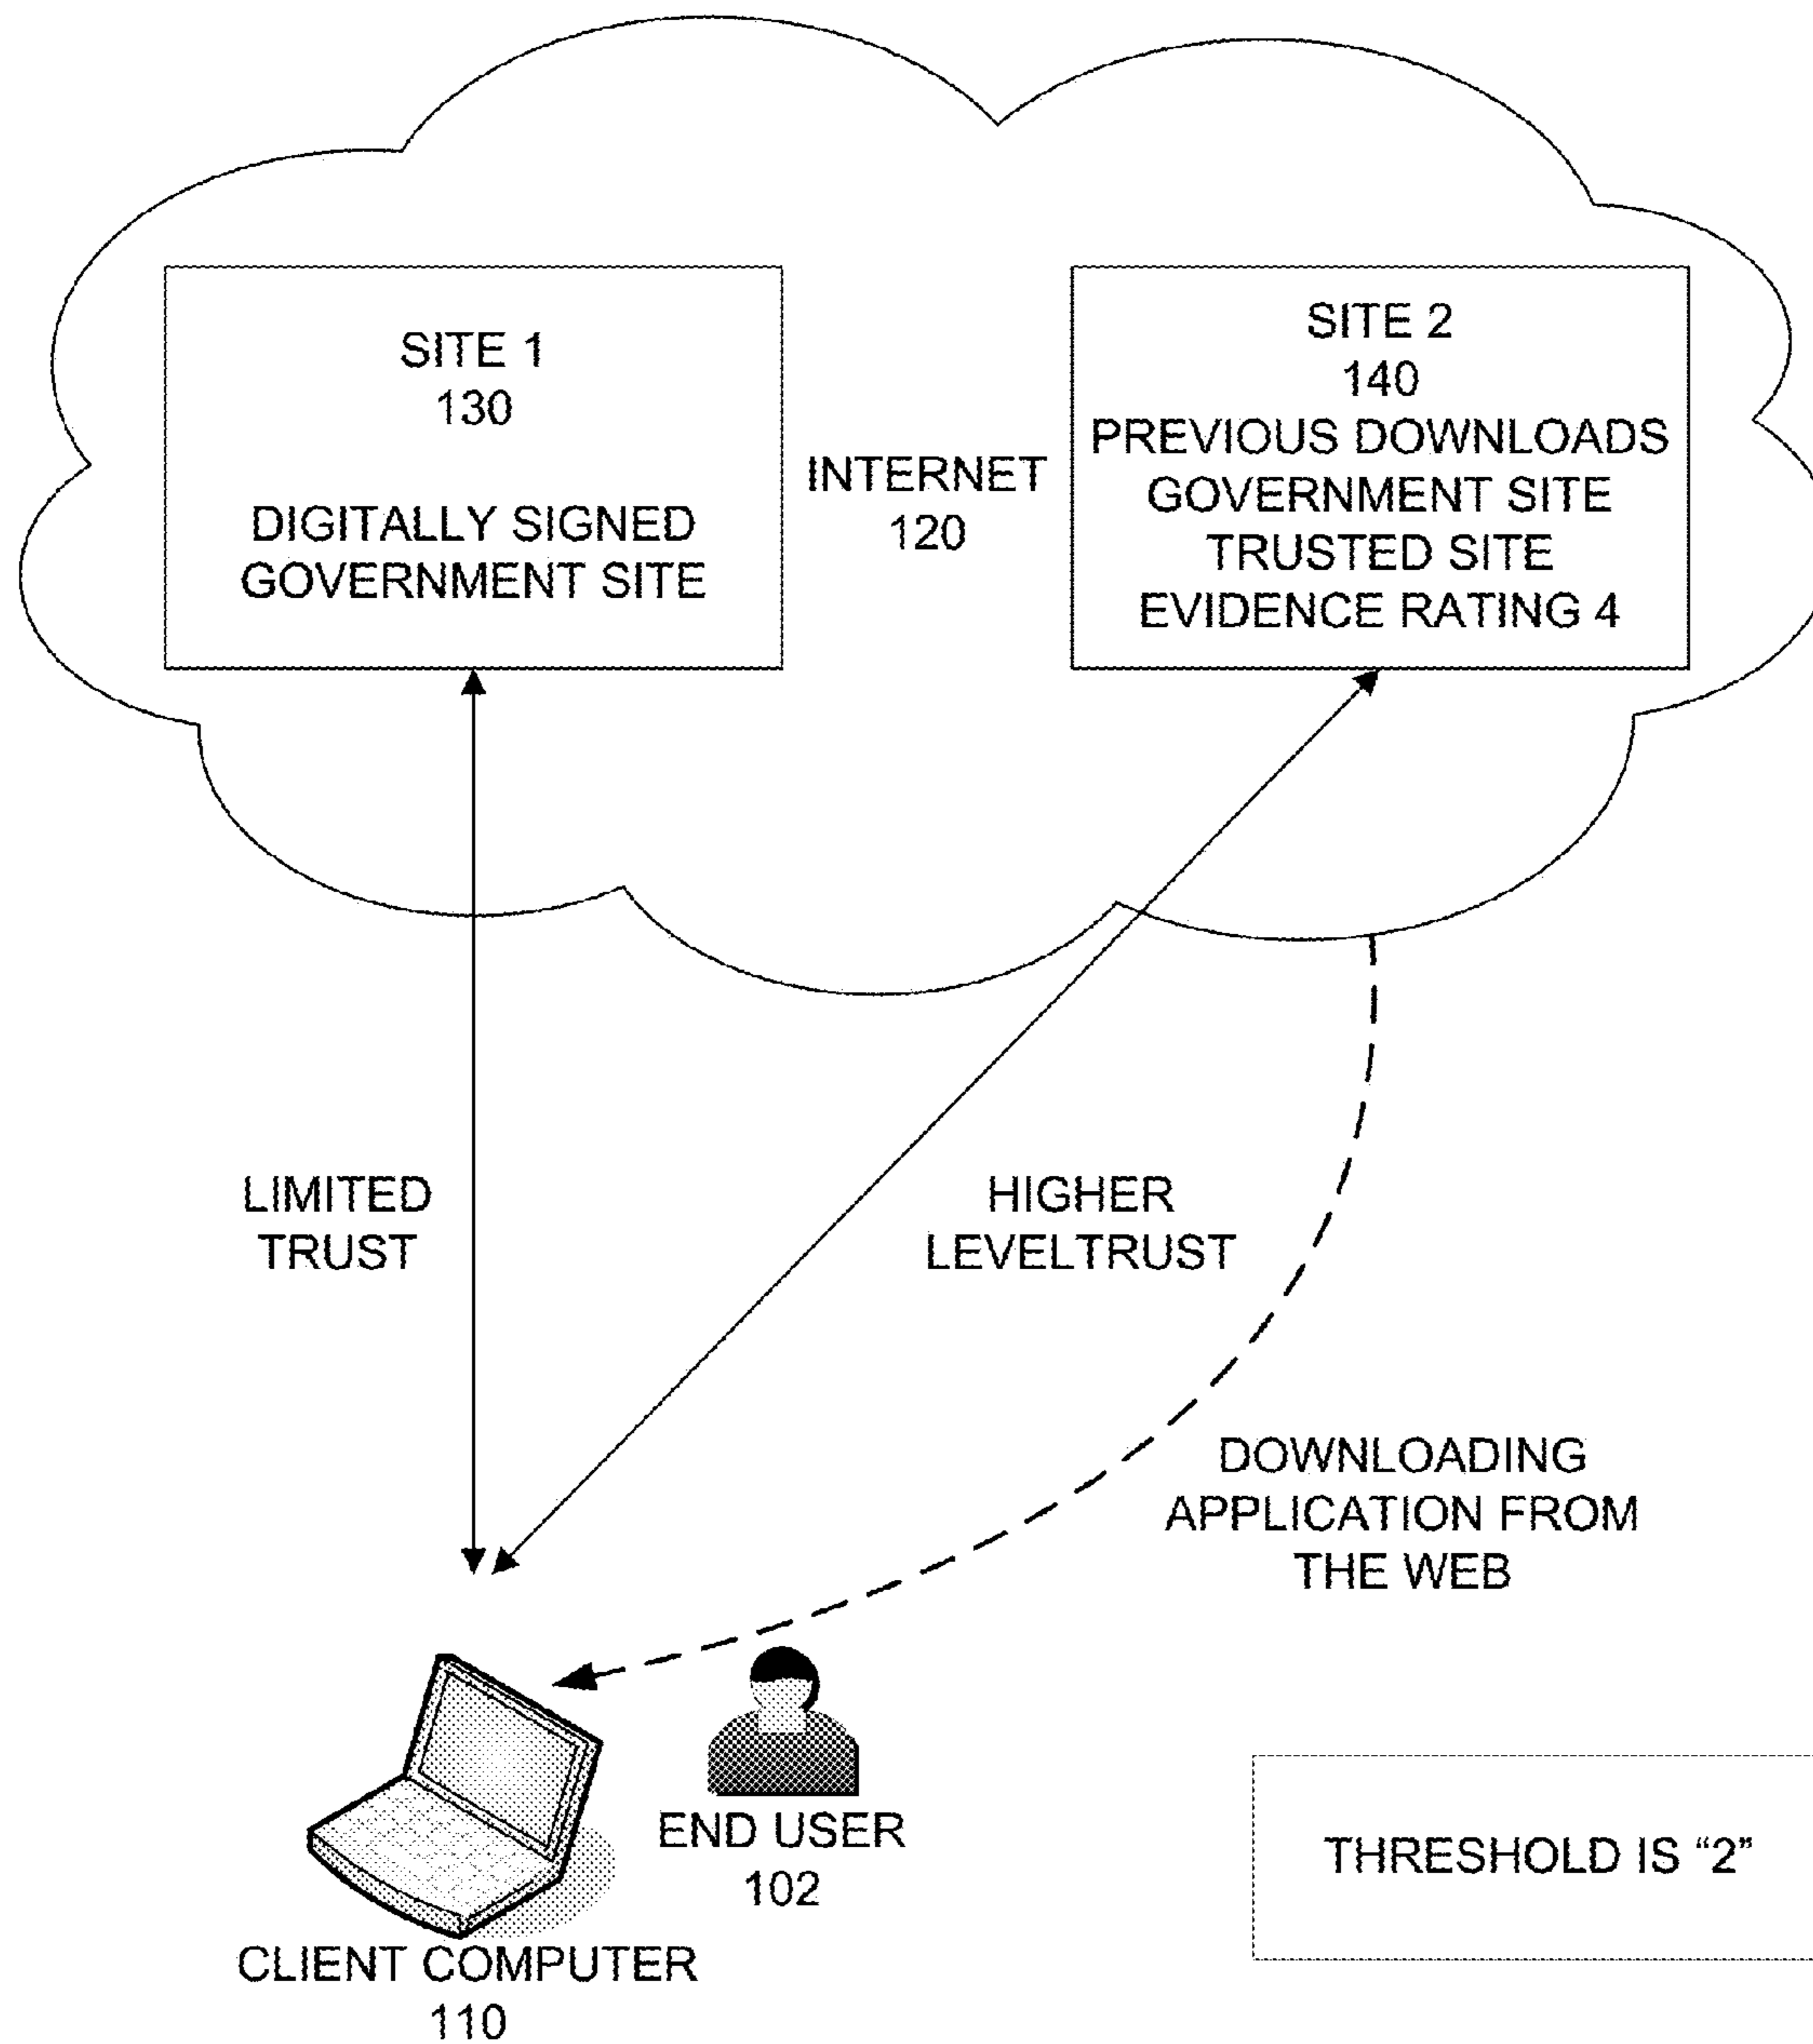 SITE 1
130
DIGITALLY SIGNED
GOVERNMENT SITE
INTERNET
120
SITE 2
140
PREVIOUS DOWNLOADS
GOVERNMENT SITE
TRUSTED SITE
EVIDENCE RATING 4
LIMITED
TRUST
HIGHER
LEVELTRUST
DOWNLOADING
APPLICATION FROM
THE WEB
END USER
102
CLIENT COMPUTER
110
THRESHOLD IS “2”